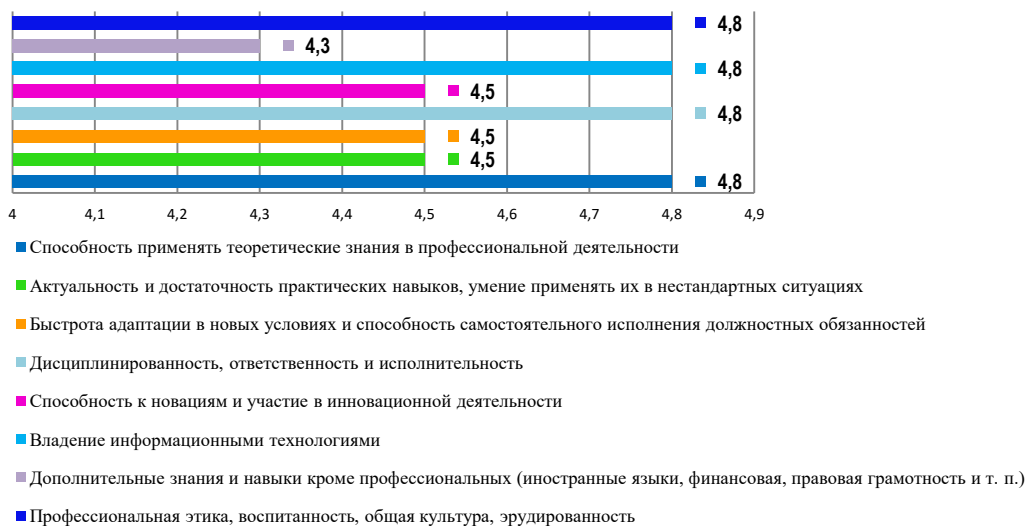 4,8
4,3
4,8
4,5
4,8
4,5
4,5
4,8
4 4,1 4,2 4,3 4,4 4,5 4,6 4,7 4,8 4,9
Способность применять теоретические знания в профессиональной деятельности
Актуальность и достаточность практических навыков, умение применять их в нестандартных ситуациях
Быстрота адаптации в новых условиях и способность самостоятельного исполнения должностных обязанностей
Дисциплинированность, ответственность и исполнительность
Способность к новациям и участие в инновационной деятельности
Владение информационными технологиями
Дополнительные знания и навыки кроме профессиональных (иностранные языки, финансовая, правовая грамотность и т. п.)
Профессиональная этика, воспитанность, общая культура, эрудированность